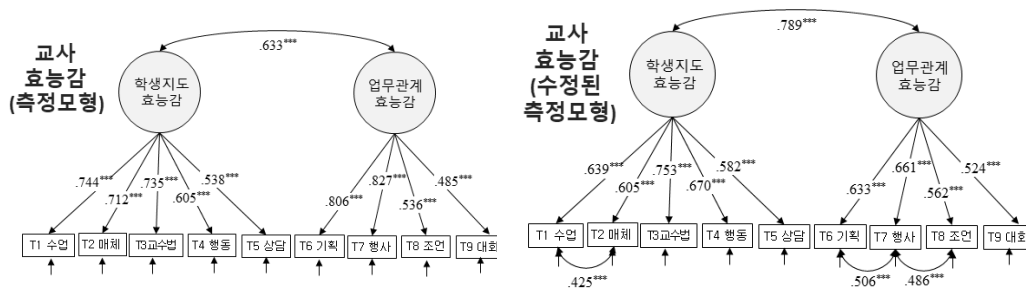 교사
효능감
(측정모형)
.633***
학생지도
효능감
업무관계
효능감
.744***
.712***
.735***
.605***
.538***
.806***
.827***
.536***
.485***
T1 수업
T2 매체
T3교수법
T4 행동
T5 상담
T6 기획
T7 행사
T8 조언
T9 대화
교사
효능감
(수정된
측정모형)
.789***
학생지도
효능감
업무관계
효능감
.639***
.605***
.753***
.670***
.582***
.633***
.661***
.562***
.524***
T1 수업
T2 매체
T3교수법
T4 행동
T5 상담
T6 기획
T7 행사
T8 조언
T9 대화
.425***
.506***
.486***